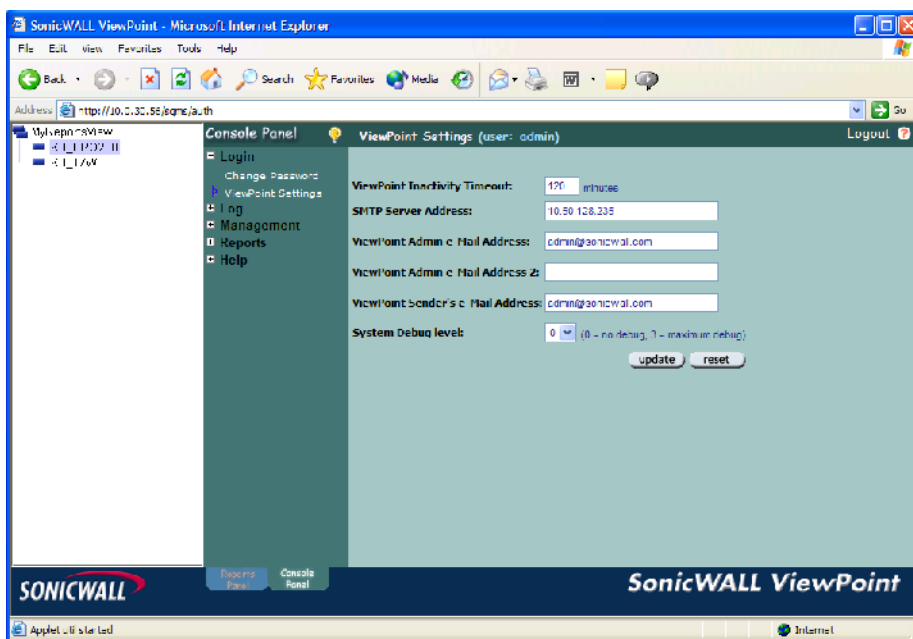 SonicWALL ViewPoint - Microsoft Internet Explorer
File Edit View Favorites Tools Help
Back Search Favorites Media
Address http://10.0.30.56/sgms/auth Go
MyReportsView
Console Panel
ViewPoint Settings (user: admin)
Logout
Login
Change Password
ViewPoint Settings
Log
Management
Reports
Help
ViewPoint Inactivity Timeout: 120 minutes
SMTP Server Address: 10.50.128.235
ViewPoint Admin e-Mail Address: admin@sonicwall.com
ViewPoint Admin e-Mail Address 2:
ViewPoint Sender's e-Mail Address: admin@sonicwall.com
System Debug level: 0 (0 - no debug, 3 - maximum debug)
update reset
Reports Panel
Console Panel
SONICWALL
SonicWALL ViewPoint
Applet started
Internet